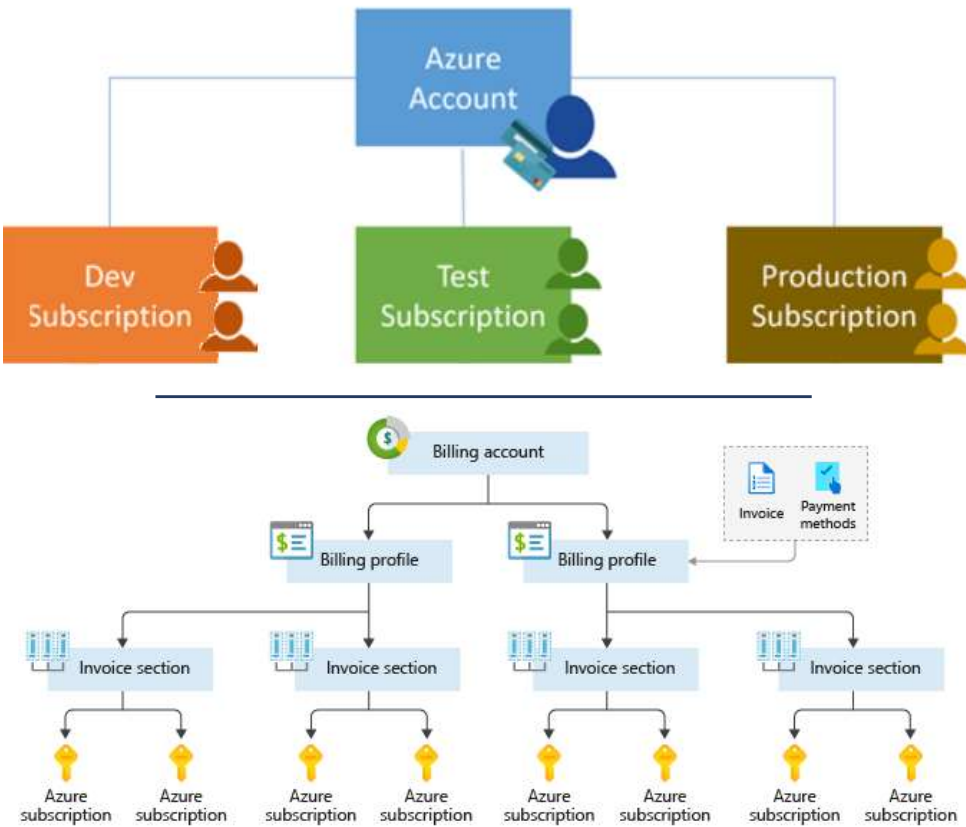 Azure
Account
Dev
Subscription
Test
Subscription
Production
Subscription
Billing account
Invoice
Payment
methods
Billing profile
Billing profile
Invoice section
Invoice section
Invoice section
Invoice section
Azure
subscription
Azure
subscription
Azure
subscription
Azure
subscription
Azure
subscription
Azure
subscription
Azure
subscription
Azure
subscription